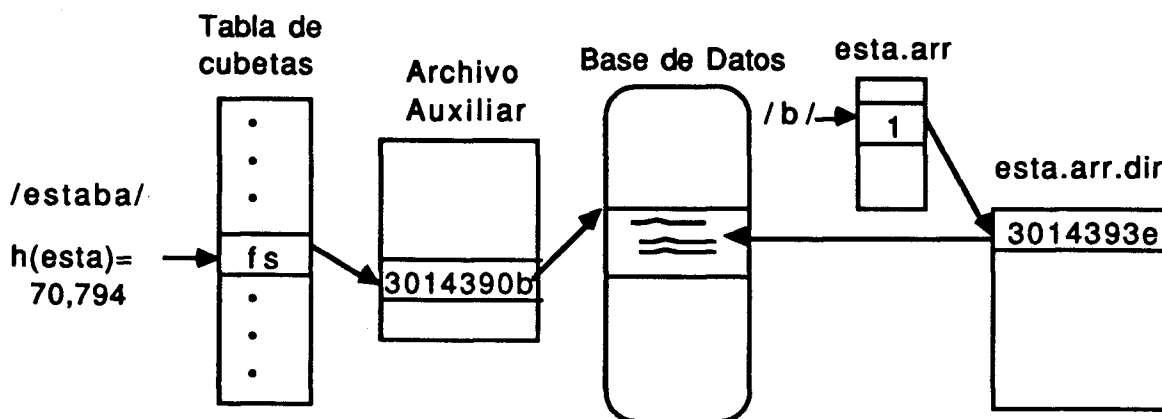 Tabla de
cubetas
Archivo
Auxiliar
Base de Datos
esta.arr
/b/
1
esta.arr.dir
/estaba/
h(esta)=
70,794
fs
3014390b
3014393e